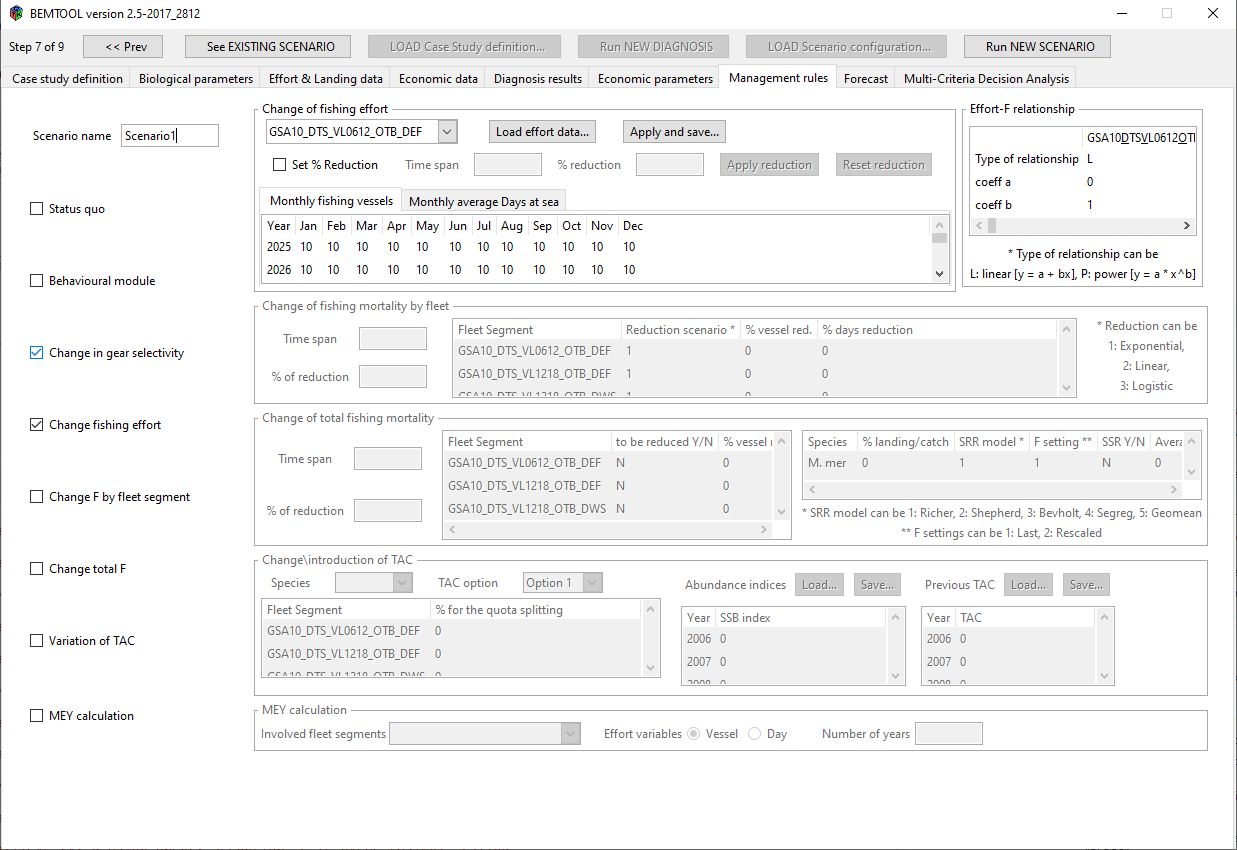 BEMTOOL version 2.5-2017_2812
Step 7 of 9 << Prev See EXISTING SCENARIO LOAD Case Study definition... Run NEW DIAGNOSIS LOAD Scenario configuration... Run NEW SCENARIO
Case study definition Biological parameters Effort & Landing data Economic data Diagnosis results Economic parameters Management rules Forecast Multi-Criteria Decision Analysis
Scenario name Scenario1
Status quo
Behavioural module
Change in gear selectivity
Change fishing effort
Change F by fleet segment
Change total F
Variation of TAC
MEY calculation
Change of fishing effort
GSA10_DTS_VL0612_OTB_DEF Load effort data... Apply and save...
Set % Reduction Time span % reduction Apply reduction Reset reduction
Monthly fishing vessels Monthly average Days at sea
Year Jan Feb Mar Apr May Jun Jul Aug Sep Oct Nov Dec
2025 10 10 10 10 10 10 10 10 10 10 10 10
2026 10 10 10 10 10 10 10 10 10 10 10 10
Effort-F relationship
GSA10DTSVL0612OTI
Type of relationship L
coeff a 0
coeff b 1
* Type of relationship can be
L: linear [y = a + bx], P: power [y = a * x^b]
Change of fishing mortality by fleet
Time span
% of reduction
Fleet Segment Reduction scenario * % vessel red. % days reduction
GSA10_DTS_VL0612_OTB_DEF 1 0 0
GSA10_DTS_VL1218_OTB_DEF 1 0 0
GSA10_DTS_VL1218_OTB_DWS 1 0 0
* Reduction can be
1: Exponential,
2: Linear,
3: Logistic
Change of total fishing mortality
Time span
% of reduction
Fleet Segment to be reduced Y/N % vessel r
GSA10_DTS_VL0612_OTB_DEF N 0
GSA10_DTS_VL1218_OTB_DEF N 0
GSA10_DTS_VL1218_OTB_DWS N 0
Species % landing/catch SRR model * F setting ** SSR Y/N Avera
M. mer 0 1 1 N 0
* SRR model can be 1: Richer, 2: Shepherd, 3: Bevholt, 4: Segreg, 5: Geomean
** F settings can be 1: Last, 2: Rescaled
Change\introduction of TAC
Species TAC option Option 1 Abundance indices Load... Save... Previous TAC Load... Save...
Fleet Segment % for the quota splitting
GSA10_DTS_VL0612_OTB_DEF 0
GSA10_DTS_VL1218_OTB_DEF 0
GSA10_DTS_VL1218_OTB_DWS 0
Year SSB index
2006 0
2007 0
2008 0
Year TAC
2006 0
2007 0
2008 0
MEY calculation
Involved fleet segments Effort variables Vessel Day Number of years